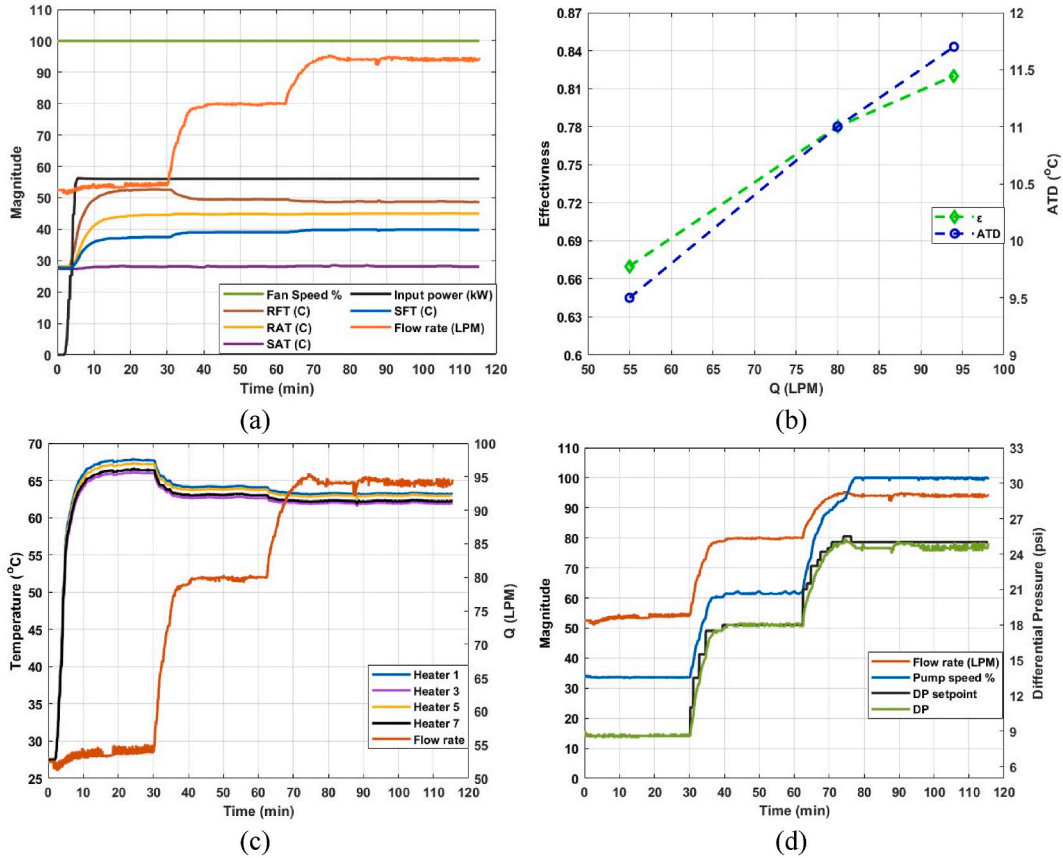 100
90
80
70
60
50
40
30
20
10
0
Magnitude
Fan Speed % Input power (kW)
RFT (C) SFT (C)
RAT (C) Flow rate (LPM)
SAT (C)
0 10 20 30 40 50 60 70 80 90 100 110 120
Time (min)
(a)
0.87
0.84
0.81
0.78
0.75
0.72
0.69
0.66
0.63
0.6
Effectivness
12
11.5
11
10.5
10
9.5
9
ATD (°C)
ε
ATD
50 55 60 65 70 75 80 85 90 95 100
Q (LPM)
(b)
70
65
60
55
50
45
40
35
30
25
Temperature (°C)
100
95
90
85
80
75
70
65
60
55
50
Q (LPM)
Heater 1
Heater 3
Heater 5
Heater 7
Flow rate
0 10 20 30 40 50 60 70 80 90 100 110 120
Time (min)
(c)
110
100
90
80
70
60
50
40
30
20
10
0
Magnitude
33
30
27
24
21
18
15
12
9
6
Differential Pressure (psi)
Flow rate (LPM)
Pump speed %
DP setpoint
DP
0 10 20 30 40 50 60 70 80 90 100 110 120
Time (min)
(d)